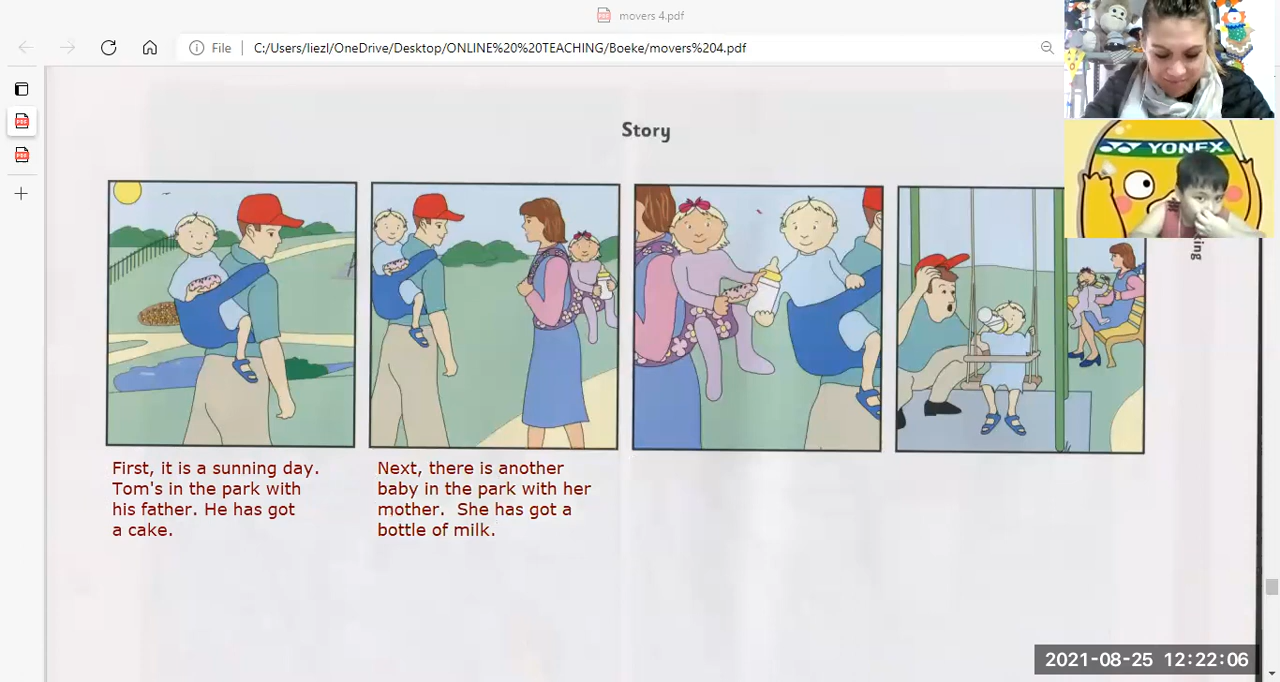 movers 4.pdf
File C:/Users/liezl/OneDrive/Desktop/ONLINE%20%20TEACHING/Boeke/movers%204.pdf
YONEX
Story
First, it is a sunning day.
Tom's in the park with
his father. He has got
a cake.
Next, there is another
baby in the park with her
mother.  She has got a
bottle of milk.
2021-08-25 12:22:06